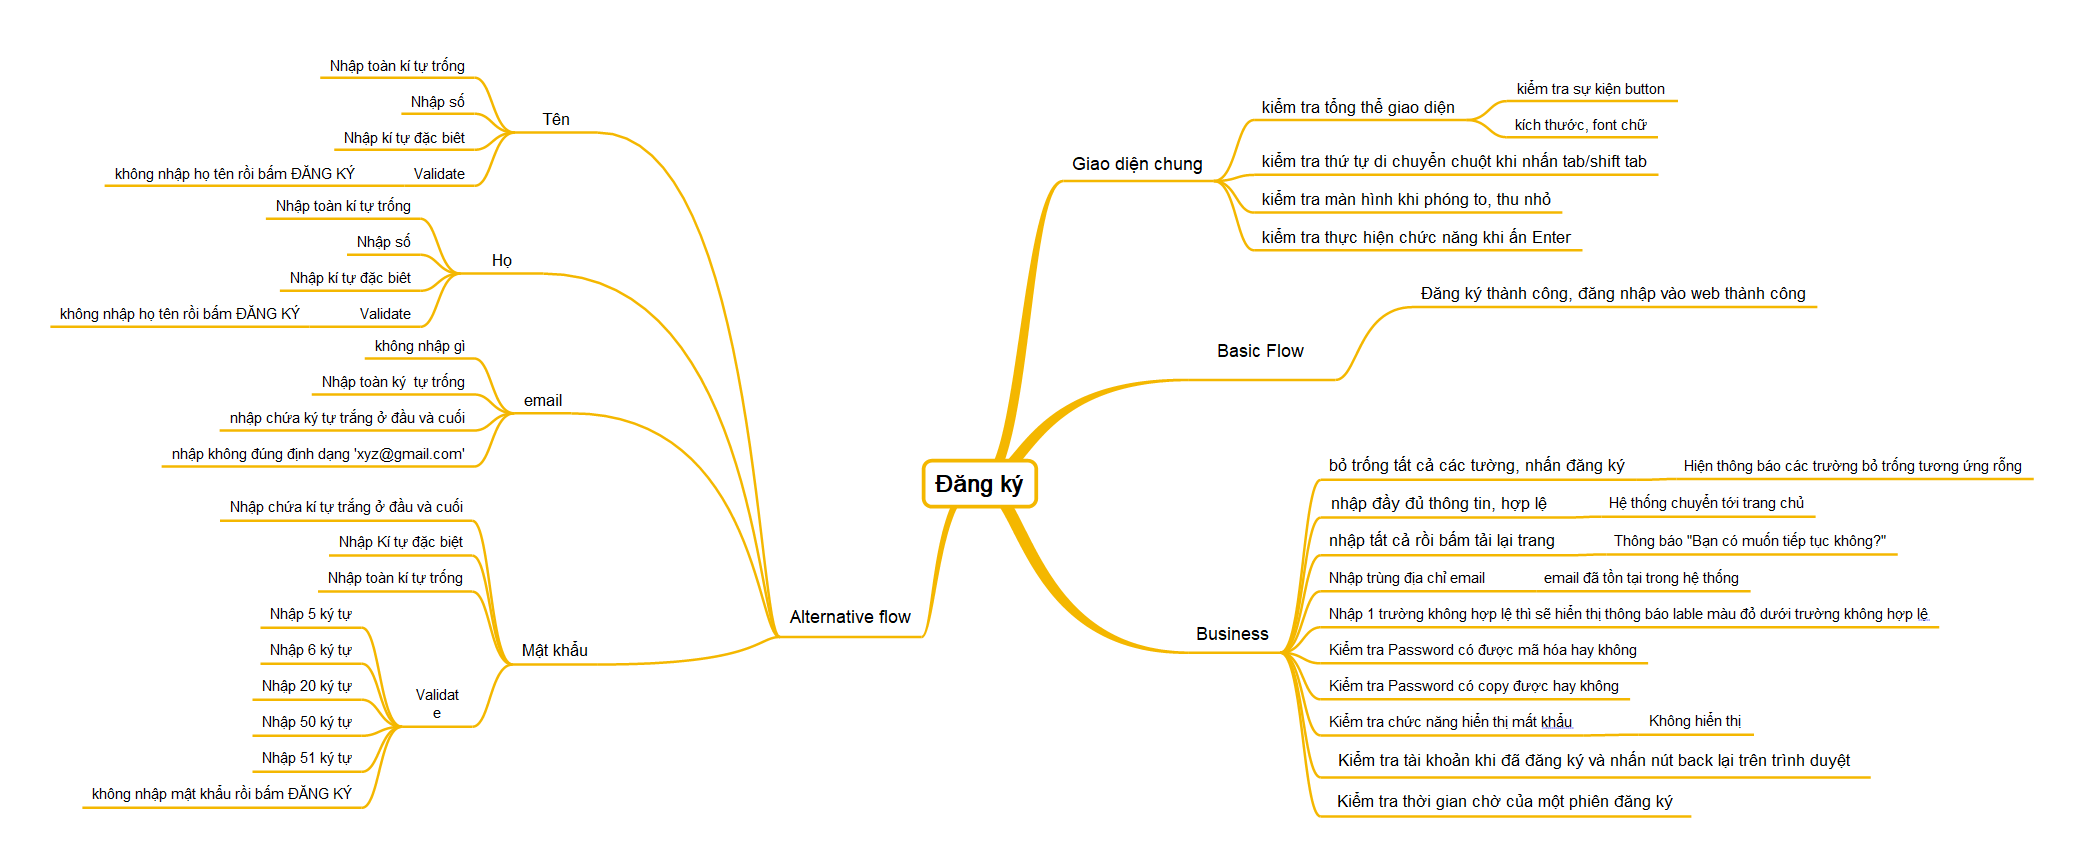 Đăng ký
Giao diện chung
kiểm tra tổng thể giao diện
kiểm tra sự kiện button
kích thước, font chữ
kiểm tra thứ tự di chuyển chuột khi nhấn tab/shift tab
kiểm tra màn hình khi phóng to, thu nhỏ
kiểm tra thực hiện chức năng khi ấn Enter
Basic Flow
Đăng ký thành công, đăng nhập vào web thành công
Business
bỏ trống tất cả các tường, nhấn đăng ký
Hiện thông báo các trường bỏ trống tương ứng rỗng
nhập đầy đủ thông tin, hợp lệ
Hệ thống chuyển tới trang chủ
nhập tất cả rồi bấm tải lại trang
Thông báo "Bạn có muốn tiếp tục không?"
Nhập trùng địa chỉ email
email đã tồn tại trong hệ thống
Nhập 1 trường không hợp lệ thì sẽ hiển thị thông báo lable màu đỏ dưới trường không hợp lệ
Kiểm tra Password có được mã hóa hay không
Kiểm tra Password có copy được hay không
Kiểm tra chức năng hiển thị mất khẩu
Không hiển thị
Kiểm tra tài khoản khi đã đăng ký và nhấn nút back lại trên trình duyệt
Kiểm tra thời gian chờ của một phiên đăng ký
Alternative flow
Tên
Nhập toàn kí tự trống
Nhập số
Nhập kí tự đặc biêt
Validate
không nhập họ tên rồi bấm ĐĂNG KÝ
Họ
Nhập toàn kí tự trống
Nhập số
Nhập kí tự đặc biêt
Validate
không nhập họ tên rồi bấm ĐĂNG KÝ
email
không nhập gì
Nhập toàn ký  tự trống
nhập chứa ký tự trắng ở đầu và cuối
nhập không đúng định dạng 'xyz@gmail.com'
Mật khẩu
Nhập chứa kí tự trắng ở đầu và cuối
Nhập Kí tự đặc biệt
Nhập toàn kí tự trống
Validat
e
Nhập 5 ký tự
Nhập 6 ký tự
Nhập 20 ký tự
Nhập 50 ký tự
Nhập 51 ký tự
không nhập mật khẩu rồi bấm ĐĂNG KÝ